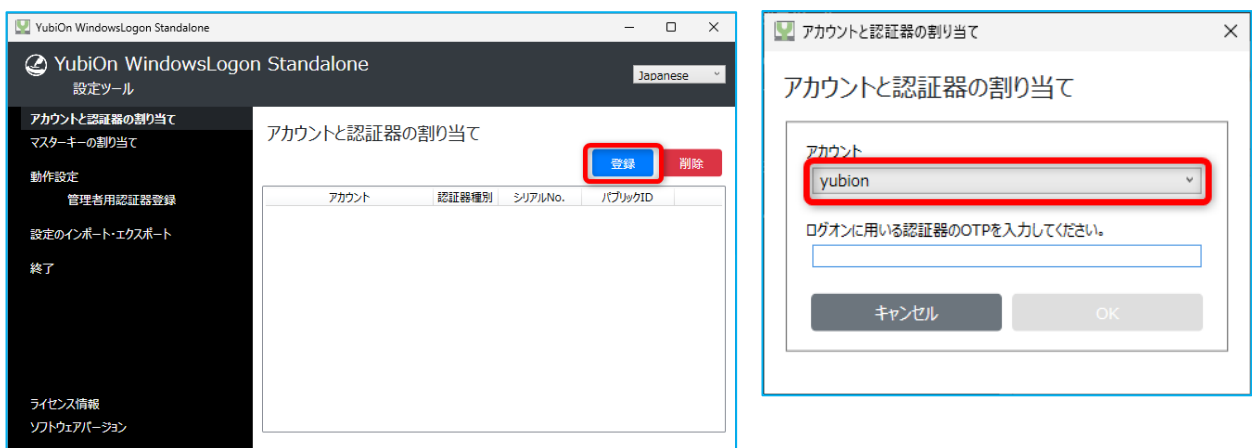 YubiOn WindowsLogon Standalone
YubiOn WindowsLogon Standalone
設定ツール
Japanese
アカウントと認証器の割り当て
マスターキーの割り当て
動作設定
管理者用認証器登録
設定のインポート・エクスポート
終了
ライセンス情報
ソフトウェアバージョン
アカウントと認証器の割り当て
登録 削除
アカウント 認証器種別 シリアルNo. パブリックID
アカウントと認証器の割り当て
アカウントと認証器の割り当て
アカウント
yubion
ログオンに用いる認証器のOTPを入力してください。
キャンセル OK